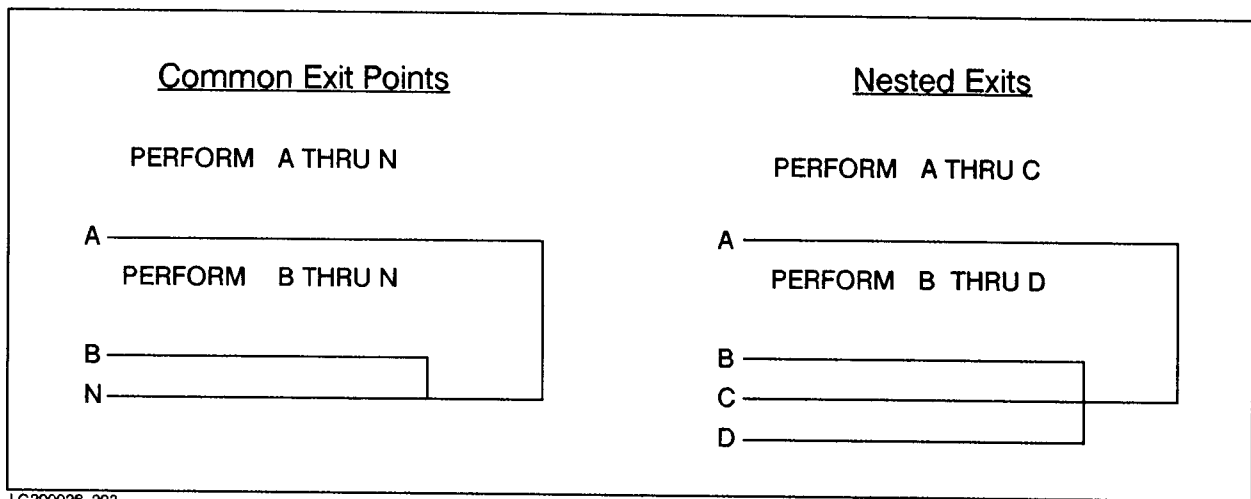 Common Exit Points
PERFORM A THRU N
A
PERFORM B THRU N
B
N
Nested Exits
PERFORM A THRU C
A
PERFORM B THRU D
B
C
D